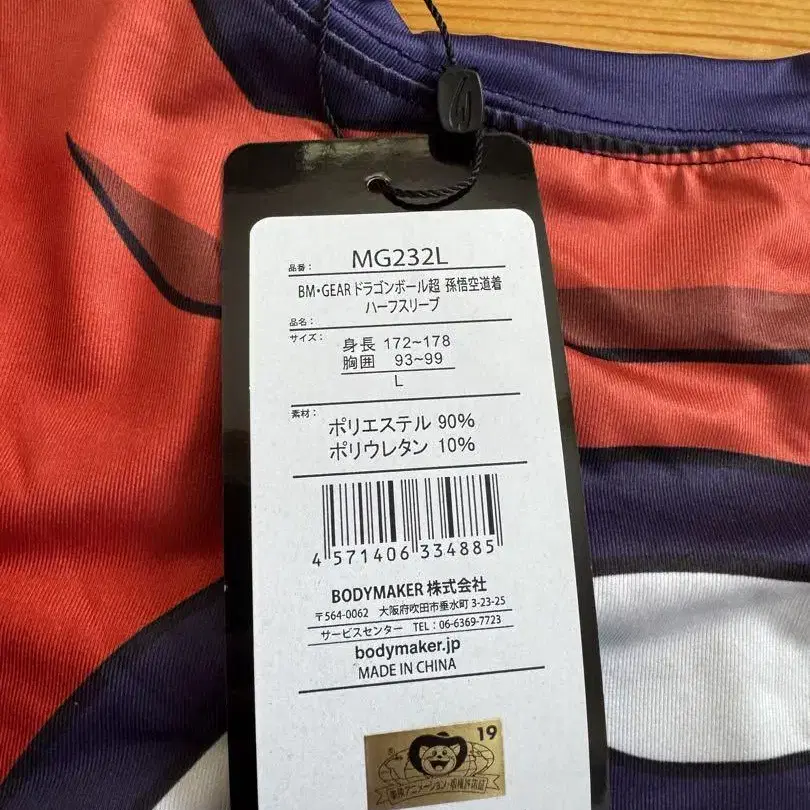 品番: MG232L
BM・GEAR ドラゴンボール超 孫悟空道着
ハーフスリーブ
品名:
サイズ:
身長 172~178
胸囲 93~99
L
素材:
ポリエステル 90%
ポリウレタン 10%
4 571406 334885
BODYMAKER 株式会社
〒564-0062 大阪府吹田市垂水町 3-23-25
サービスセンター TEL : 06-6369-7723
bodymaker.jp
MADE IN CHINA
19